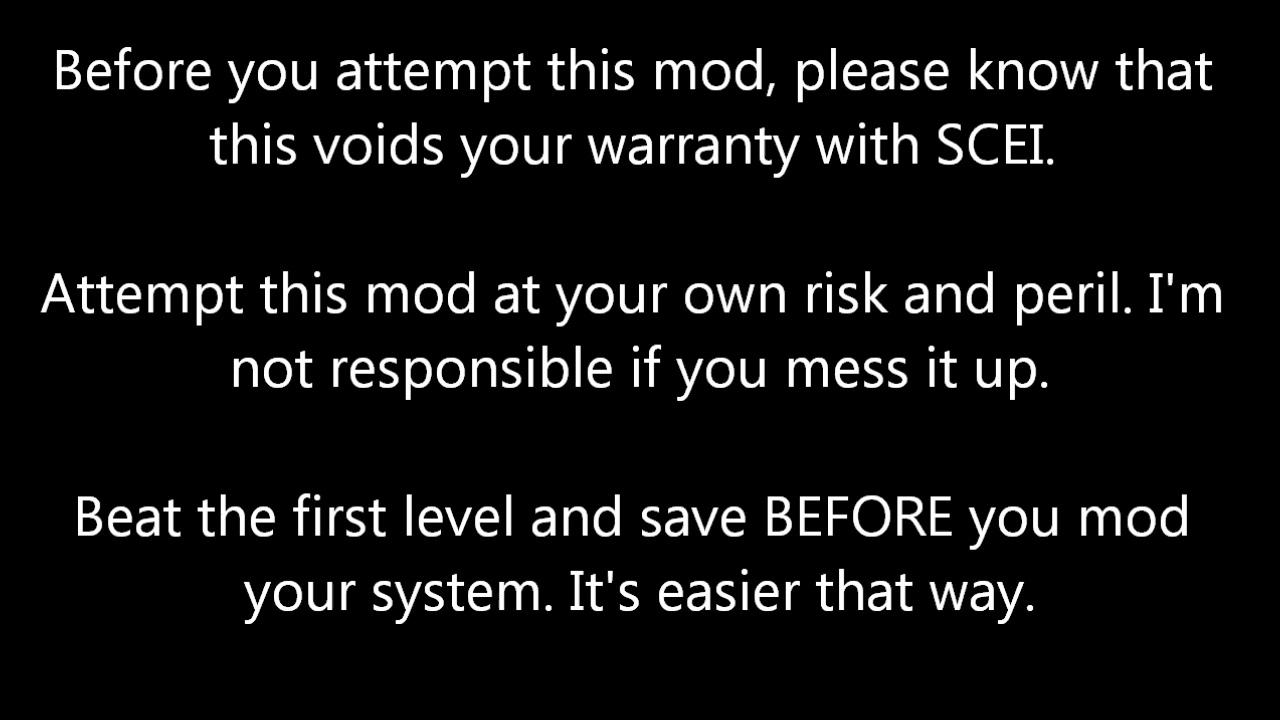 Before you attempt this mod, please know that
this voids your warranty with SCEI.
Attempt this mod at your own risk and peril. I'm
not responsible if you mess it up.
Beat the first level and save BEFORE you mod
your system. It's easier that way.